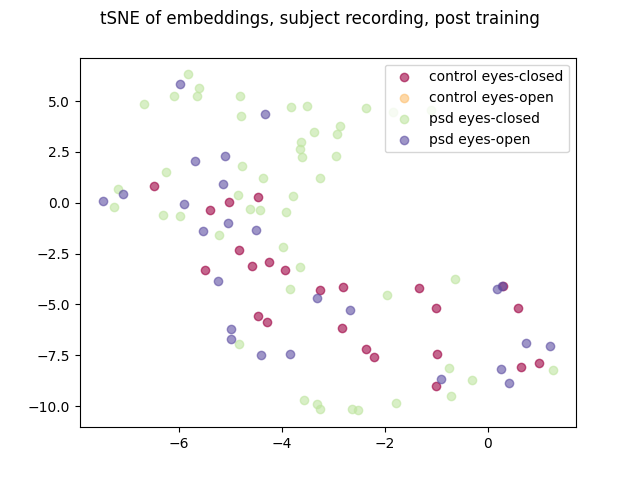 tSNE of embeddings, subject recording, post training
control eyes-closed
control eyes-open
psd eyes-closed
psd eyes-open
5.0
2.5
0.0
−2.5
−5.0
−7.5
−10.0
−6 −4 −2 0